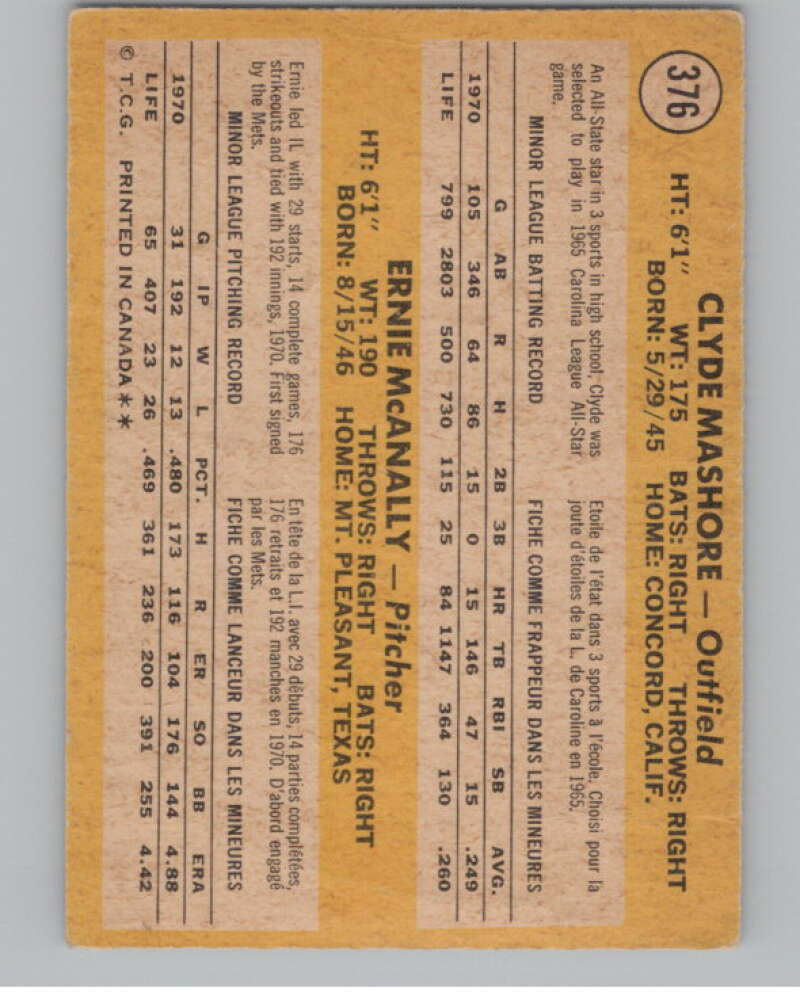 376
CLYDE MASHORE — Outfield
HT: 6'1" WT: 175 BATS: RIGHT THROWS: RIGHT
BORN: 5/29/45 HOME: CONCORD, CALIF.
An All-State star in 3 sports in high school, Clyde was
selected to play in 1965 Carolina League All-Star
game.
Etoile de l'état dans 3 sports à l'école. Choisi pour la
joute d'étoiles de la L. de Caroline en 1965.
MINOR LEAGUE BATTING RECORD FICHE COMME FRAPPEUR DANS LES MINEURES
G AB R H 2B 3B HR TB RBI SB AVG.
1970 105 346 64 86 15 0 15 146 47 15 .249
LIFE 799 2803 500 730 115 25 84 1147 364 130 .260
ERNIE McANALLY — Pitcher
HT: 6'1" WT: 190 THROWS: RIGHT BATS: RIGHT
BORN: 8/15/46 HOME: MT. PLEASANT, TEXAS
Ernie led IL with 29 starts, 14 complete games, 176
strikeouts and tied with 192 innings, 1970. First signed
by the Mets.
En tête de la L.I. avec 29 débuts, 14 parties complétées,
176 retraits et 192 manches en 1970. D'abord engagé
par les Mets.
MINOR LEAGUE PITCHING RECORD FICHE COMME LANCEUR DANS LES MINEURES
G IP W L PCT. H R ER SO BB ERA
1970 31 192 12 13 .480 173 116 104 176 144 4.88
LIFE 65 407 23 26 .469 361 236 200 391 255 4.42
© T.C.G. PRINTED IN CANADA**